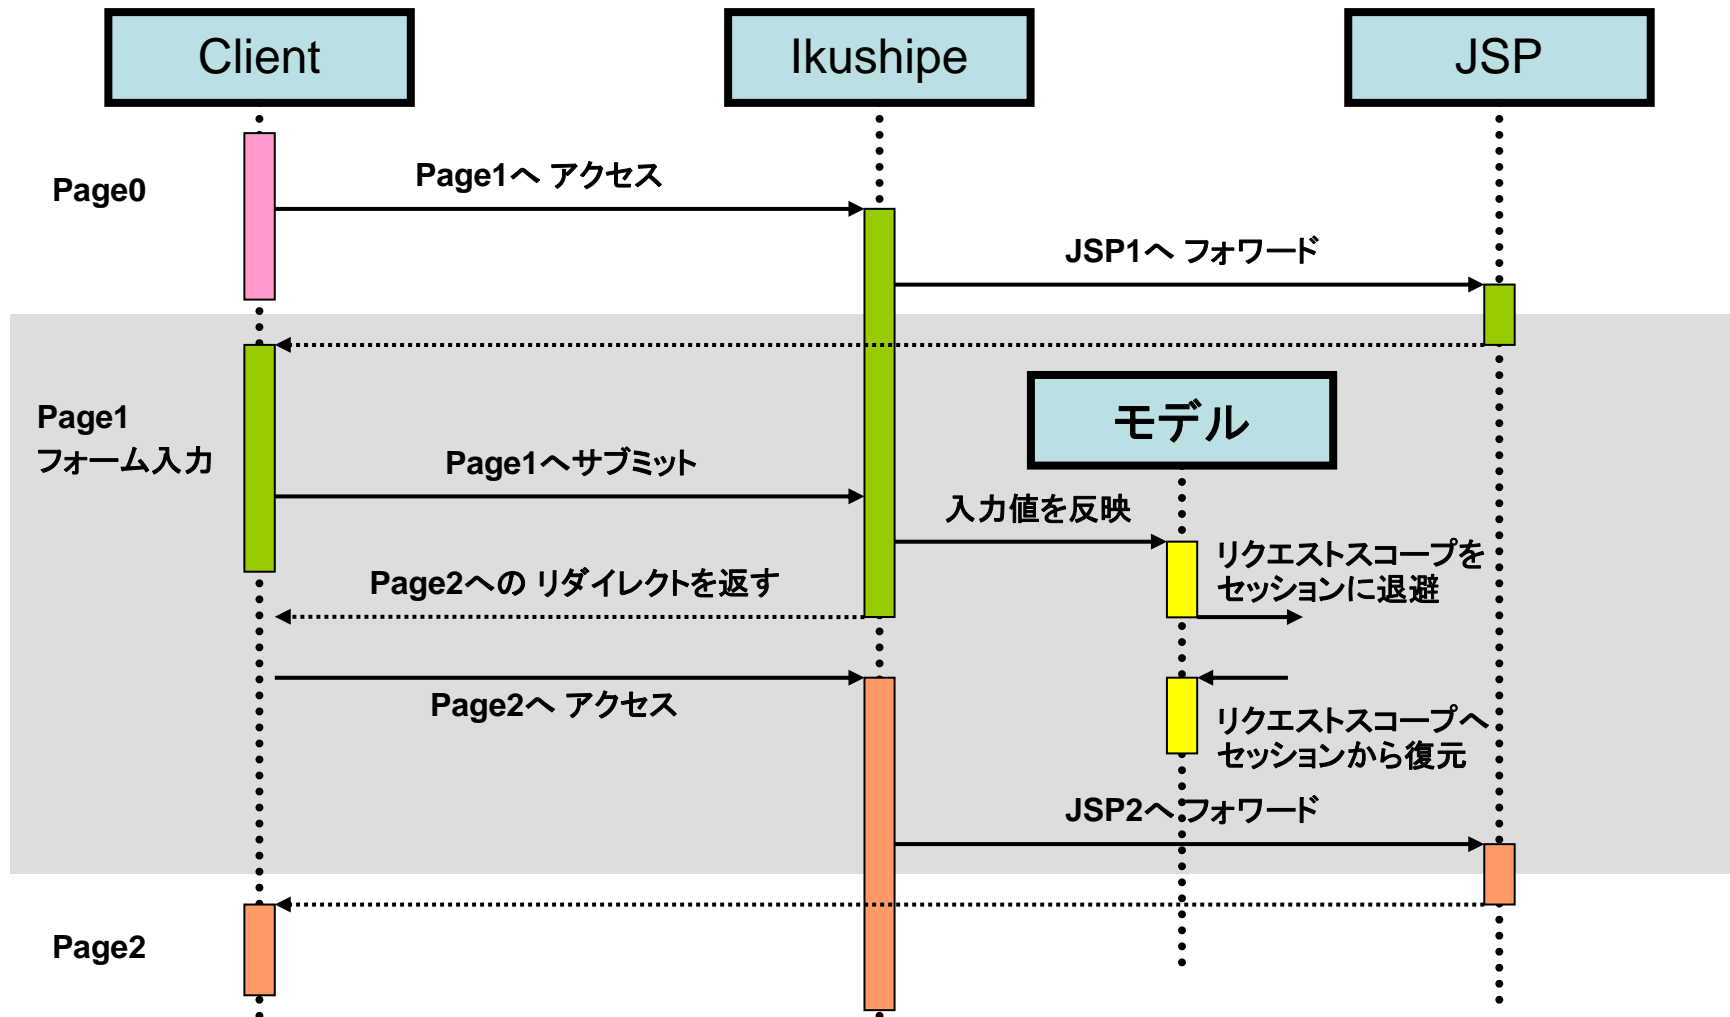 Client
Ikushipe
JSP
Page0
Page1へ アクセス
JSP1へ フォワード
Page1
フォーム入力
モデル
Page1へサブミット
入力値を反映
リクエストスコープを
セッションに退避
Page2への リダイレクトを返す
Page2へ アクセス
リクエストスコープへ
セッションから復元
JSP2へ フォワード
Page2